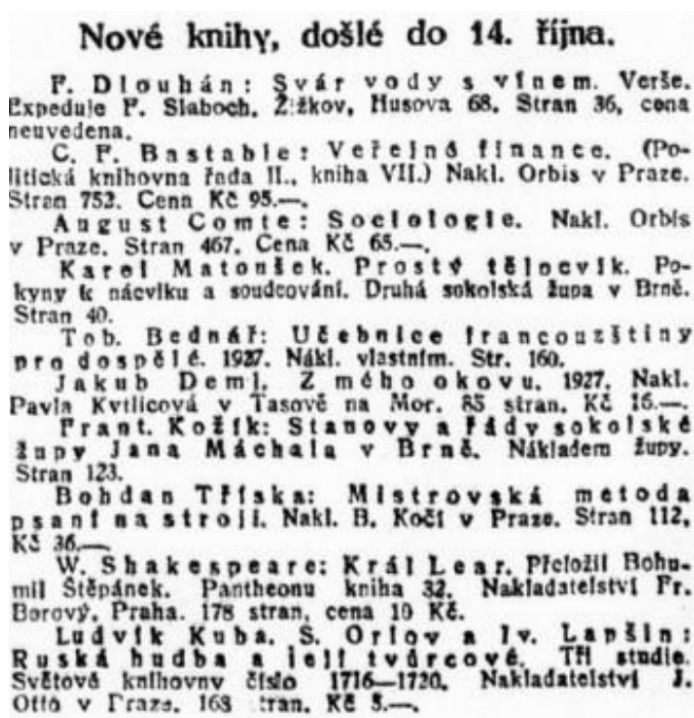 Nové knihy, došlé do 14. října.
F. Dlouhán: Svár vody s vínem. Verše.
Expeduje F. Slaboch, Žižkov, Husova 68. Stran 36, cena
neuvedena.
C. F. Bastable: Veřejné finance. (Po-
litická knihovna řada II., kniha VII.) Nakl. Orbis v Praze.
Stran 752. Cena Kč 95.—.
August Comte: Sociologie. Nakl. Orbis
v Praze. Stran 467. Cena Kč 65.—.
Karel Matoušek. Prostý tělocvik. Po-
kyny k nácviku a soudcování. Druhá sokolská župa v Brně.
Stran 40.
Tob. Bednář: Učebnice francouzštiny
pro dospělé. 1927. Nákl. vlastním. Str. 160.
Jakub Deml. Z mého okovu. 1927. Nakl.
Pavla Kytlicová v Tasově na Mor. 85 stran. Kč 16.—.
Frant. Kožík: Stanovy a řády sokolské
župy Jana Máchala v Brně. Nákladem župy.
Stran 123.
Bohdan Tříska: Mistrovská metoda
psaní na stroji. Nakl. B. Kočí v Praze. Stran 112,
Kč 36.—.
W. Shakespeare: Král Lear. Přeložil Bohu-
mil Štěpánek. Pantheonu kniha 32. Nakladatelství Fr.
Borový, Praha. 178 stran, cena 10 Kč.
Ludvík Kuba, S. Orlov a Iv. Lapšin:
Ruská hudba a její tvůrcové. Tři studie.
Světové knihovny číslo 1716—1720. Nakladatelství J.
Otto v Praze. 168 stran. Kč 5.—.